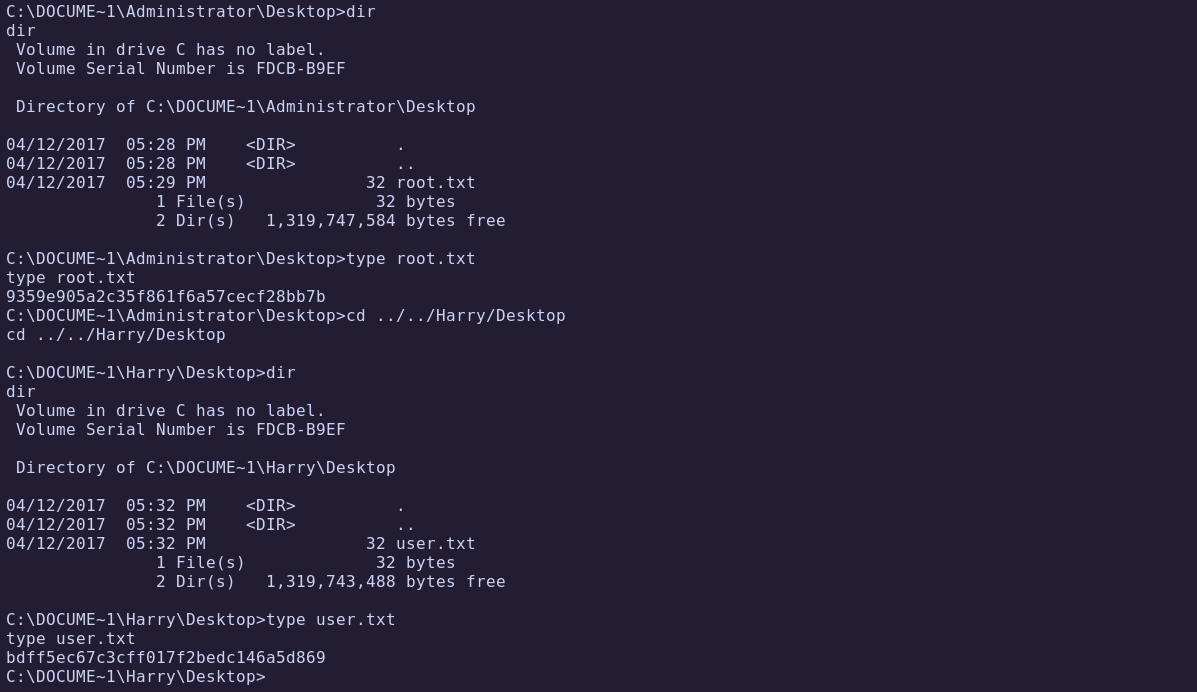 C:\DOCUME~1\Administrator\Desktop>dir
dir
 Volume in drive C has no label.
 Volume Serial Number is FDCB-B9EF

 Directory of C:\DOCUME~1\Administrator\Desktop

04/12/2017  05:28 PM    <DIR>          .
04/12/2017  05:28 PM    <DIR>          ..
04/12/2017  05:29 PM                32 root.txt
               1 File(s)             32 bytes
               2 Dir(s)   1,319,747,584 bytes free

C:\DOCUME~1\Administrator\Desktop>type root.txt
type root.txt
9359e905a2c35f861f6a57cecf28bb7b
C:\DOCUME~1\Administrator\Desktop>cd ../../Harry/Desktop
cd ../../Harry/Desktop

C:\DOCUME~1\Harry\Desktop>dir
dir
 Volume in drive C has no label.
 Volume Serial Number is FDCB-B9EF

 Directory of C:\DOCUME~1\Harry\Desktop

04/12/2017  05:32 PM    <DIR>          .
04/12/2017  05:32 PM    <DIR>          ..
04/12/2017  05:32 PM                32 user.txt
               1 File(s)             32 bytes
               2 Dir(s)   1,319,743,488 bytes free

C:\DOCUME~1\Harry\Desktop>type user.txt
type user.txt
bdff5ec67c3cff017f2bedc146a5d869
C:\DOCUME~1\Harry\Desktop>